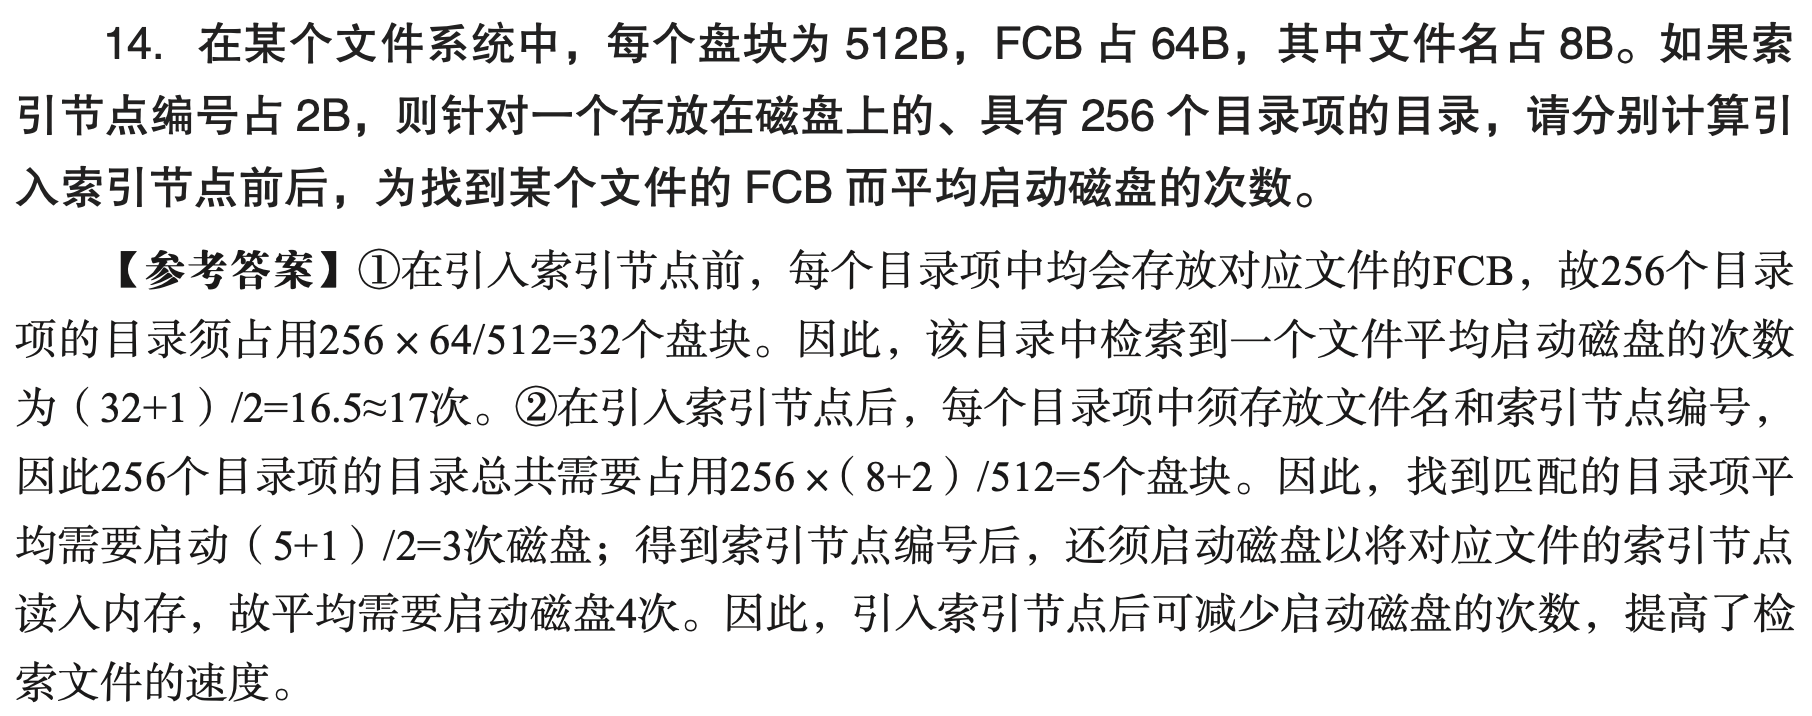 14. 在某个文件系统中，每个盘块为 512B，FCB 占 64B，其中文件名占 8B。如果索
引节点编号占 2B，则针对一个存放在磁盘上的、具有 256 个目录项的目录，请分别计算引
入索引节点前后，为找到某个文件的 FCB 而平均启动磁盘的次数。
【参考答案】①在引入索引节点前，每个目录项中均会存放对应文件的FCB，故256个目录
项的目录须占用256 × 64/512=32个盘块。因此，该目录中检索到一个文件平均启动磁盘的次数
为（32+1）/2=16.5≈17次。②在引入索引节点后，每个目录项中须存放文件名和索引节点编号，
因此256个目录项的目录总共需要占用256 ×（8+2）/512=5个盘块。因此，找到匹配的目录项平
均需要启动（5+1）/2=3次磁盘；得到索引节点编号后，还须启动磁盘以将对应文件的索引节点
读入内存，故平均需要启动磁盘4次。因此，引入索引节点后可减少启动磁盘的次数，提高了检
索文件的速度。